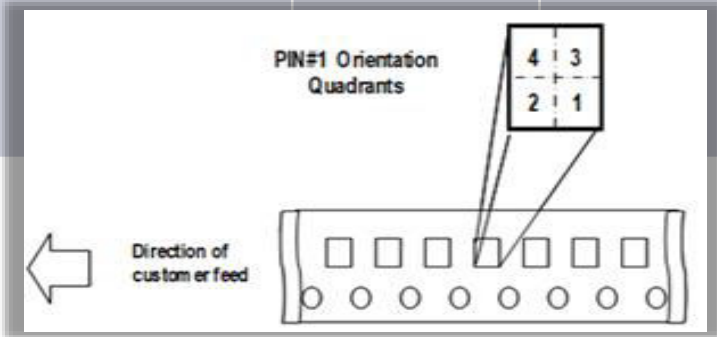 PIN#1 Orientation
Quadrants
4 3
2 1
Direction of
customer feed